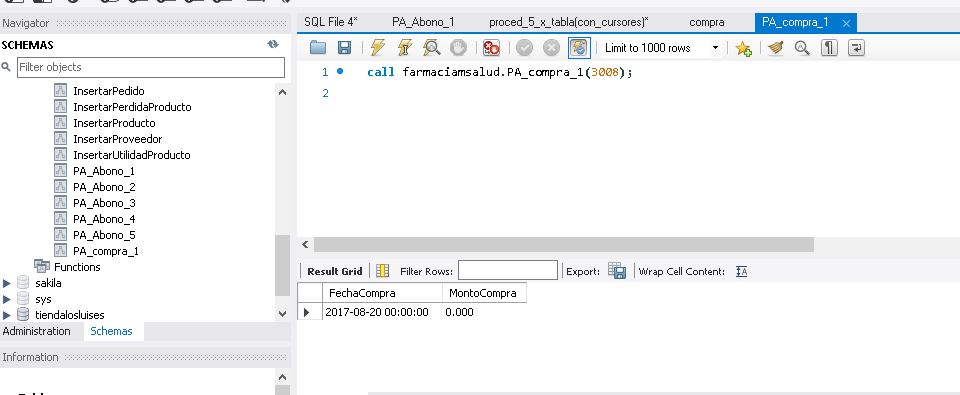 Navigator
SCHEMAS
Filter objects
InsertarPedido
InsertarPerdidaProducto
InsertarProducto
InsertarProveedor
InsertarUtilidadProducto
PA_Abono_1
PA_Abono_2
PA_Abono_3
PA_Abono_4
PA_Abono_5
PA_compra_1
Functions
sakila
sys
tiendalosluises
Administration Schemas
Information
SQL File 4* PA_Abono_1 proced_5_x_tabla(con_cursores)* compra PA_compra_1
Limit to 1000 rows
1 call farmaciamsalud.PA_compra_1(3008);
2
Result Grid Filter Rows: Export: Wrap Cell Content: IA
FechaCompra MontoCompra
2017-08-20 00:00:00 0.000